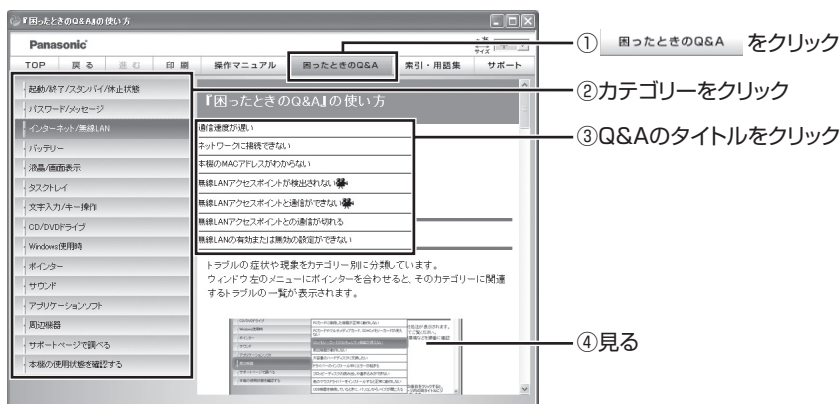 『困ったときのQ&A』の使い方
Panasonic
サイズ
TOP 戻る 進む 印刷 操作マニュアル 困ったときのQ&A 索引・用語集 サポート
起動/終了/スタンバイ/休止状態
パスワード/メッセージ
インターネット/無線LAN
バッテリー
液晶/画面表示
タスクトレイ
文字入力/キー操作
CD/DVDドライブ
Windows使用時
ポインター
サウンド
アプリケーションソフト
周辺機器
サポートページで調べる
本機の使用状態を確認する
『困ったときのQ&A』の使い方
通信速度が遅い
ネットワークに接続できない
本機のMACアドレスがわからない
無線LANアクセスポイントが検出されない
無線LANアクセスポイントと通信ができない
無線LANアクセスポイントとの通信が切れる
無線LANの有効または無効の設定ができない
トラブルの症状や現象をカテゴリー別に分類しています。
ウィンドウ左のメニューにポインターを合わせると、そのカテゴリーに関連
するトラブルの一覧が表示されます。
① 困ったときのQ&A をクリック
②カテゴリーをクリック
③Q&Aのタイトルをクリック
④見る